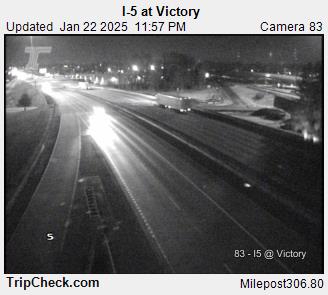 I-5 at Victory
Updated  Jan 22 2025  11:57 PM
Camera 83
S
83 - I5 @ Victory
TripCheck.com
Milepost306.80